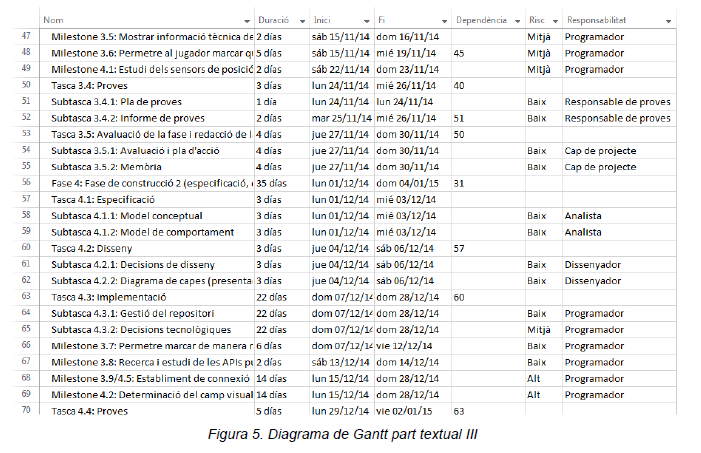 Nom Duració Inici Fi Dependència Risc Responsabilitat
47 Milestone 3.5: Mostrar informació tècnica de 2 días sáb 15/11/14 dom 16/11/14 Mitjà Programador
48 Milestone 3.6: Permetre al jugador marcar qu 5 días sáb 15/11/14 mié 19/11/14 45 Mitjà Programador
49 Milestone 4.1: Estudi dels sensors de posició 2 días sáb 22/11/14 dom 23/11/14 Mitjà Programador
50 Tasca 3.4: Proves 3 días lun 24/11/14 mié 26/11/14 40
51 Subtasca 3.4.1: Pla de proves 1 día lun 24/11/14 lun 24/11/14 Baix Responsable de proves
52 Subtasca 3.4.2: Informe de proves 2 días mar 25/11/14 mié 26/11/14 51 Baix Responsable de proves
53 Tasca 3.5: Avaluació de la fase i redacció de l 4 días jue 27/11/14 dom 30/11/14 50
54 Subtasca 3.5.1: Avaluació i pla d'acció 4 días jue 27/11/14 dom 30/11/14 Baix Cap de projecte
55 Subtasca 3.5.2: Memòria 4 días jue 27/11/14 dom 30/11/14 Baix Cap de projecte
56 Fase 4: Fase de construcció 2 (especificació, 35 días lun 01/12/14 dom 04/01/15 31
57 Tasca 4.1: Especificació 3 días lun 01/12/14 mié 03/12/14
58 Subtasca 4.1.1: Model conceptual 3 días lun 01/12/14 mié 03/12/14 Baix Analista
59 Subtasca 4.1.2: Model de comportament 3 días lun 01/12/14 mié 03/12/14 Baix Analista
60 Tasca 4.2: Disseny 3 días jue 04/12/14 sáb 06/12/14 57
61 Subtasca 4.2.1: Decisions de disseny 3 días jue 04/12/14 sáb 06/12/14 Baix Dissenyador
62 Subtasca 4.2.2: Diagrama de capes (presenta 3 días jue 04/12/14 sáb 06/12/14 Baix Dissenyador
63 Tasca 4.3: Implementació 22 días dom 07/12/14 dom 28/12/14 60
64 Subtasca 4.3.1: Gestió del repositori 22 días dom 07/12/14 dom 28/12/14 Baix Programador
65 Subtasca 4.3.2: Decisions tecnològiques 22 días dom 07/12/14 dom 28/12/14 Mitjà Programador
66 Milestone 3.7: Permetre marcar de manera r 6 días dom 07/12/14 vie 12/12/14 Baix Programador
67 Milestone 3.8: Recerca i estudi de les APIs pu 2 días sáb 13/12/14 dom 14/12/14 Baix Programador
68 Milestone 3.9/4.5: Establiment de connexió 14 días lun 15/12/14 dom 28/12/14 Alt Programador
69 Milestone 4.2: Determinació del camp visual 14 días lun 15/12/14 dom 28/12/14 Alt Programador
70 Tasca 4.4: Proves 5 días lun 29/12/14 vie 02/01/15 63
Figura 5. Diagrama de Gantt part textual III